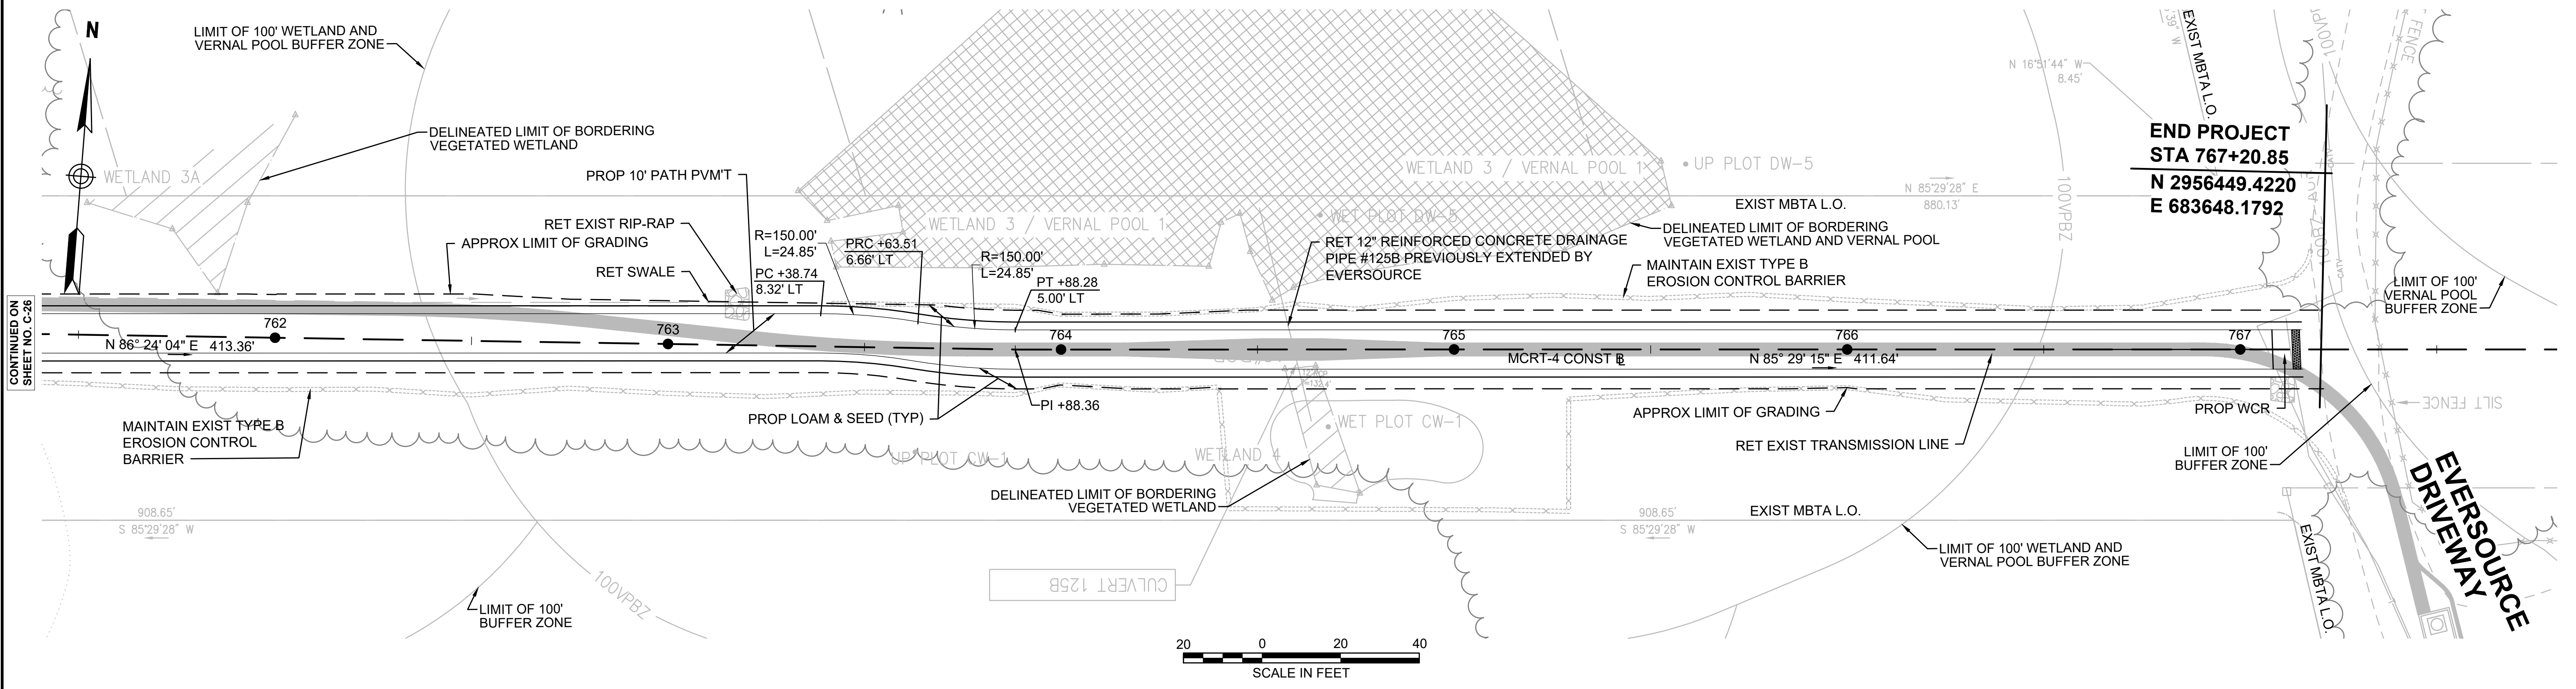 N
LIMIT OF 100' WETLAND AND
VERNAL POOL BUFFER ZONE
WETLAND 3A
DELINEATED LIMIT OF BORDERING
VEGETATED WETLAND
PROP 10' PATH PVM'T
RET EXIST RIP-RAP
APPROX LIMIT OF GRADING
RET SWALE
R=150.00'
L=24.85'
PC +38.74
8.32' LT
PRC +63.51
6.66' LT
R=150.00'
L=24.85'
PT +88.28
5.00' LT
WETLAND 3 / VERNAL POOL 1
WETLAND 3 / VERNAL POOL 1
UP PLOT DW-5
WET PLOT DW-5
RET 12" REINFORCED CONCRETE DRAINAGE
PIPE #125B PREVIOUSLY EXTENDED BY
EVERSOURCE
EXIST MBTA L.O.
DELINEATED LIMIT OF BORDERING
VEGETATED WETLAND AND VERNAL POOL
MAINTAIN EXIST TYPE B
EROSION CONTROL BARRIER
N 85°29'28" E
880.13'
100VPBZ
N 16°51'44" W
8.45'
39" W
EXIST MBTA L.O.
100VPBZ
FENCE
END PROJECT
STA 767+20.85
N 2956449.4220
E 683648.1792
CATV
CATV
LIMIT OF 100'
VERNAL POOL
BUFFER ZONE
CONTINUED ON
SHEET NO. C-26
762
763
764
765
766
767
N 86° 24' 04" E 413.36'
MCRT-4 CONST BL
N 85° 29' 15" E 411.64'
PI +88.36
PROP LOAM & SEED (TYP)
MAINTAIN EXIST TYPE B
EROSION CONTROL
BARRIER
UP PLOT CW-1
WET PLOT CW-1
WETLAND 4
DELINEATED LIMIT OF BORDERING
VEGETATED WETLAND
APPROX LIMIT OF GRADING
RET EXIST TRANSMISSION LINE
PROP WCR
SILT FENCE
LIMIT OF 100'
BUFFER ZONE
908.65'
S 85°29'28" W
908.65'
S 85°29'28" W
EXIST MBTA L.O.
EXIST MBTA L.O.
EVERSOURCE
DRIVEWAY
LIMIT OF 100' WETLAND AND
VERNAL POOL BUFFER ZONE
CULVERT 125B
100VPBZ
LIMIT OF 100'
BUFFER ZONE
20 0 20 40
SCALE IN FEET